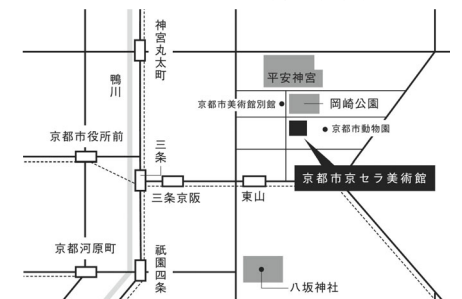 神宮丸太町
鴨川
平安神宮
京都市美術館別館
岡崎公園
京都市動物園
京都市役所前
三条
京都市京セラ美術館
三条京阪
東山
京都河原町
祇園四条
八坂神社